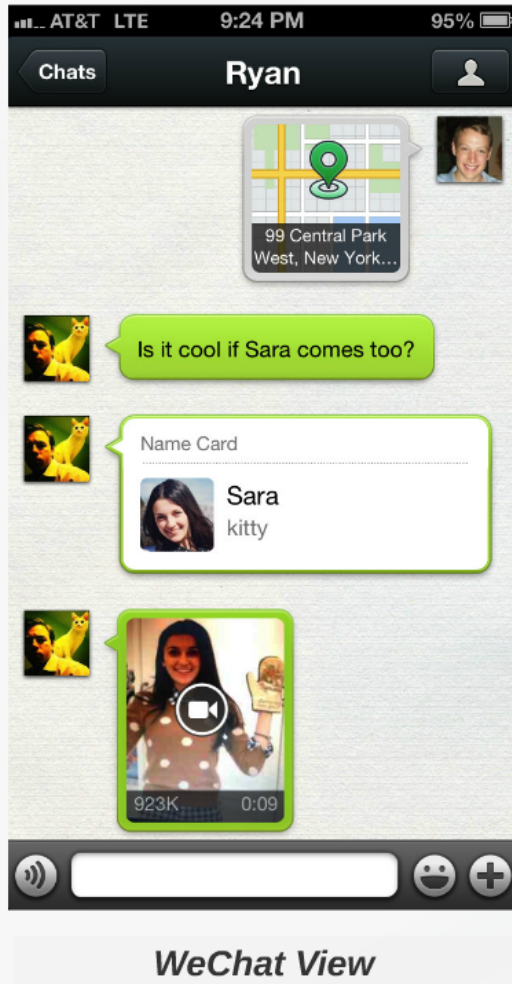 AT&T LTE 9:24 PM 95%
Chats Ryan
99 Central Park
West, New York...
Is it cool if Sara comes too?
Name Card
Sara
kitty
923K 0:09
WeChat View